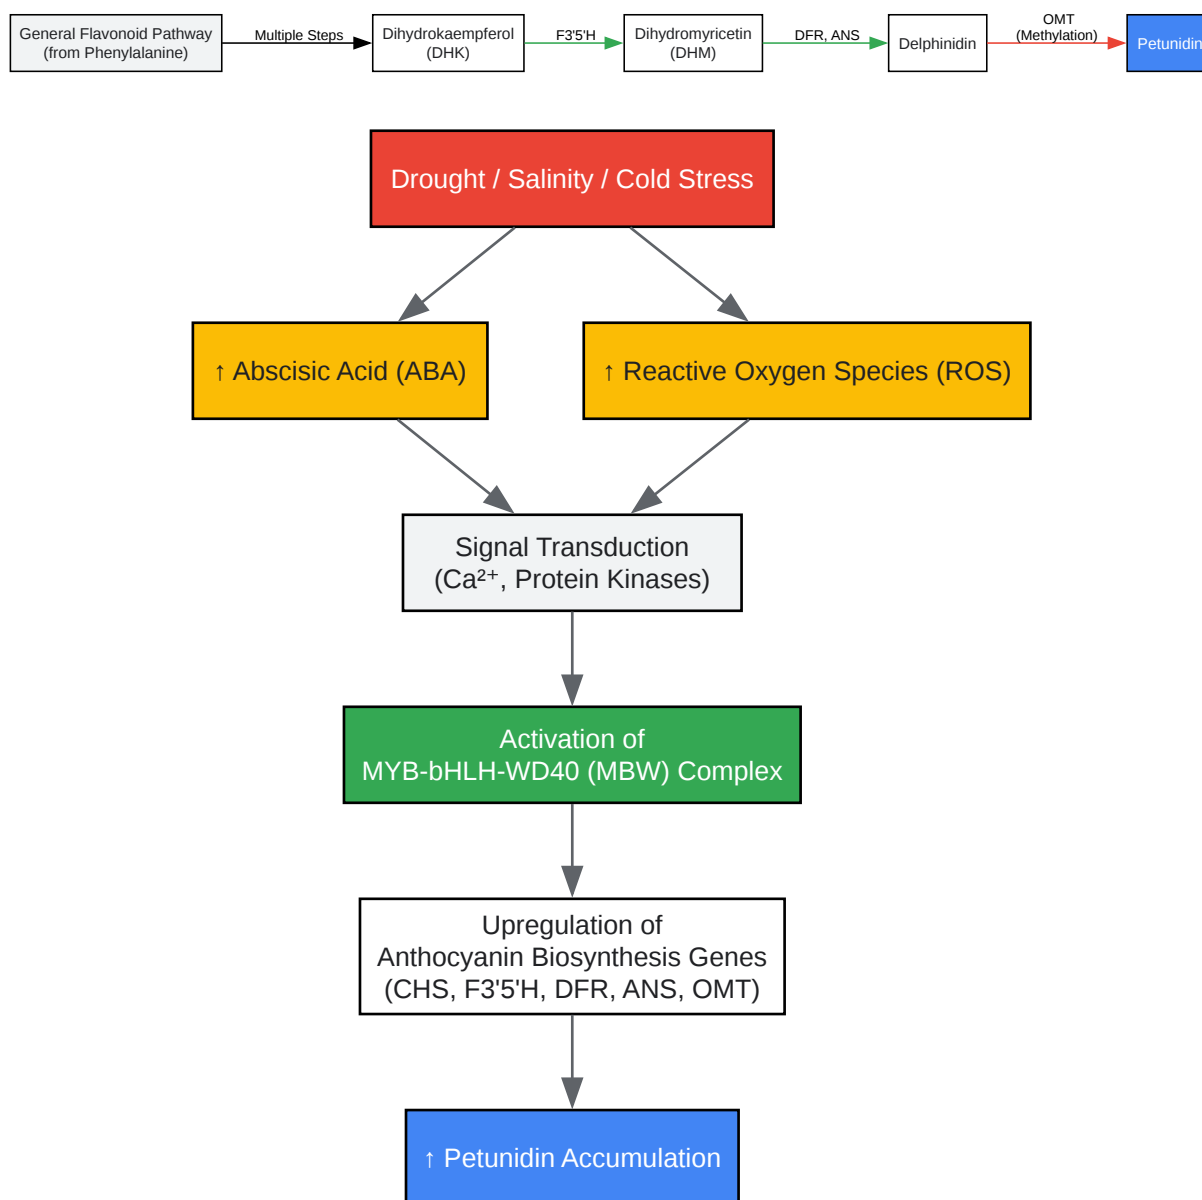 General Flavonoid Pathway
(from Phenylalanine)
Multiple Steps
Dihydrokaempferol
(DHK)
F3'5'H
Dihydromyricetin
(DHM)
DFR, ANS
Delphinidin
OMT
(Methylation)
Petunidin
Drought / Salinity / Cold Stress
↑ Abscisic Acid (ABA)
↑ Reactive Oxygen Species (ROS)
Signal Transduction
(Ca²⁺, Protein Kinases)
Activation of
MYB-bHLH-WD40 (MBW) Complex
Upregulation of
Anthocyanin Biosynthesis Genes
(CHS, F3'5'H, DFR, ANS, OMT)
↑ Petunidin Accumulation